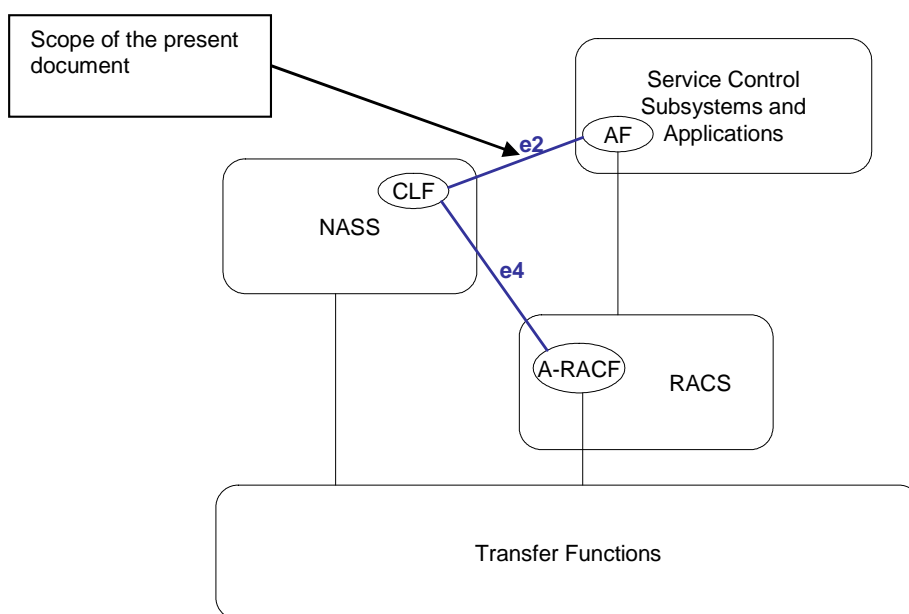 Scope of the present
document
Service Control
Subsystems and
Applications
AF
e2
CLF
NASS
e4
A-RACF
RACS
Transfer Functions